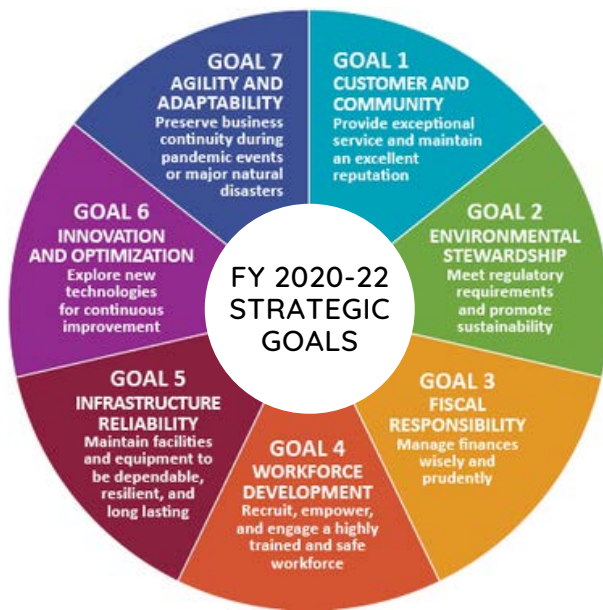 GOAL 1
CUSTOMER AND
COMMUNITY
Provide exceptional
service and maintain
an excellent
reputation
GOAL 2
ENVIRONMENTAL
STEWARDSHIP
Meet regulatory
requirements
and promote
sustainability
GOAL 3
FISCAL
RESPONSIBILITY
Manage finances
wisely and
prudently
GOAL 4
WORKFORCE
DEVELOPMENT
Recruit, empower,
and engage a highly
trained and safe
workforce
GOAL 5
INFRASTRUCTURE
RELIABILITY
Maintain facilities
and equipment to
be dependable,
resilient, and
long lasting
GOAL 6
INNOVATION
AND OPTIMIZATION
Explore new
technologies
for continuous
improvement
GOAL 7
AGILITY AND
ADAPTABILITY
Preserve business
continuity during
pandemic events
or major natural
disasters
FY 2020-22
STRATEGIC
GOALS